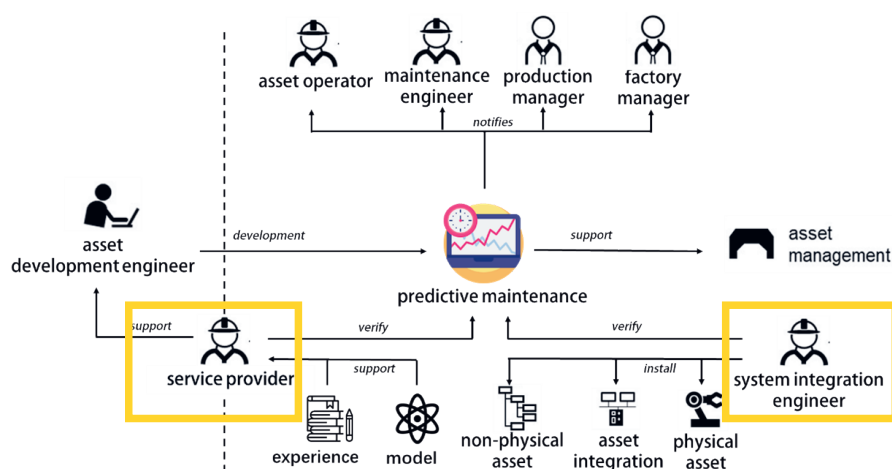 asset operator
maintenance
engineer
production
manager
factory
manager
notifies
asset
development engineer
development
predictive maintenance
support
asset
management
support
service provider
verify
support
experience
model
verify
install
non-physical
asset
asset
integration
physical
asset
system integration
engineer